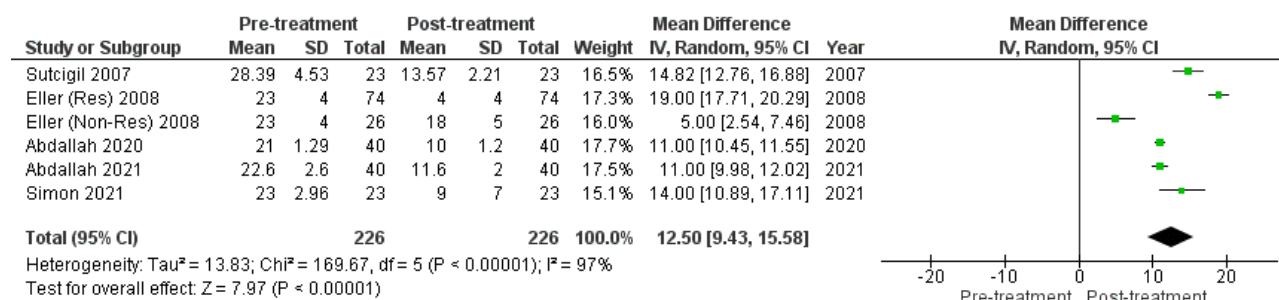 Pre-treatment Post-treatment Mean Difference Mean Difference
Study or Subgroup Mean SD Total Mean SD Total Weight IV, Random, 95% CI Year IV, Random, 95% CI
Sutcigil 2007 28.39 4.53 23 13.57 2.21 23 16.5% 14.82 [12.76, 16.88] 2007
Eller (Res) 2008 23 4 74 4 4 74 17.3% 19.00 [17.71, 20.29] 2008
Eller (Non-Res) 2008 23 4 26 18 5 26 16.0% 5.00 [2.54, 7.46] 2008
Abdallah 2020 21 1.29 40 10 1.2 40 17.7% 11.00 [10.45, 11.55] 2020
Abdallah 2021 22.6 2.6 40 11.6 2 40 17.5% 11.00 [9.98, 12.02] 2021
Simon 2021 23 2.96 23 9 7 23 15.1% 14.00 [10.89, 17.11] 2021
Total (95% CI) 226 226 100.0% 12.50 [9.43, 15.58]
Heterogeneity: Tau² = 13.83; Chi² = 169.67, df = 5 (P < 0.00001); I² = 97%
Test for overall effect: Z = 7.97 (P < 0.00001)
-20 -10 0 10 20
Pre-treatment Post-treatment